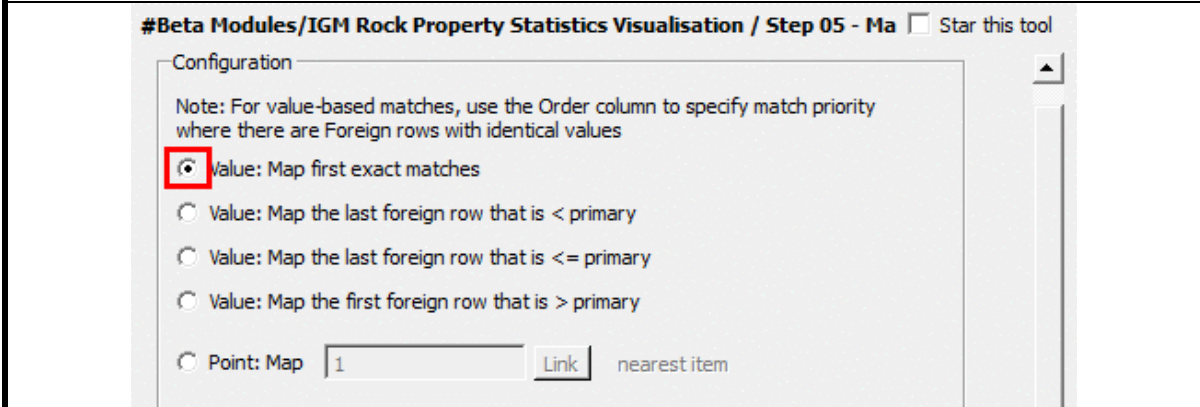 #Beta Modules/IGM Rock Property Statistics Visualisation / Step 05 - Ma Star this tool
Configuration
Note: For value-based matches, use the Order column to specify match priority
where there are Foreign rows with identical values
Value: Map first exact matches
Value: Map the last foreign row that is < primary
Value: Map the last foreign row that is <= primary
Value: Map the first foreign row that is > primary
Point: Map 1 Link nearest item